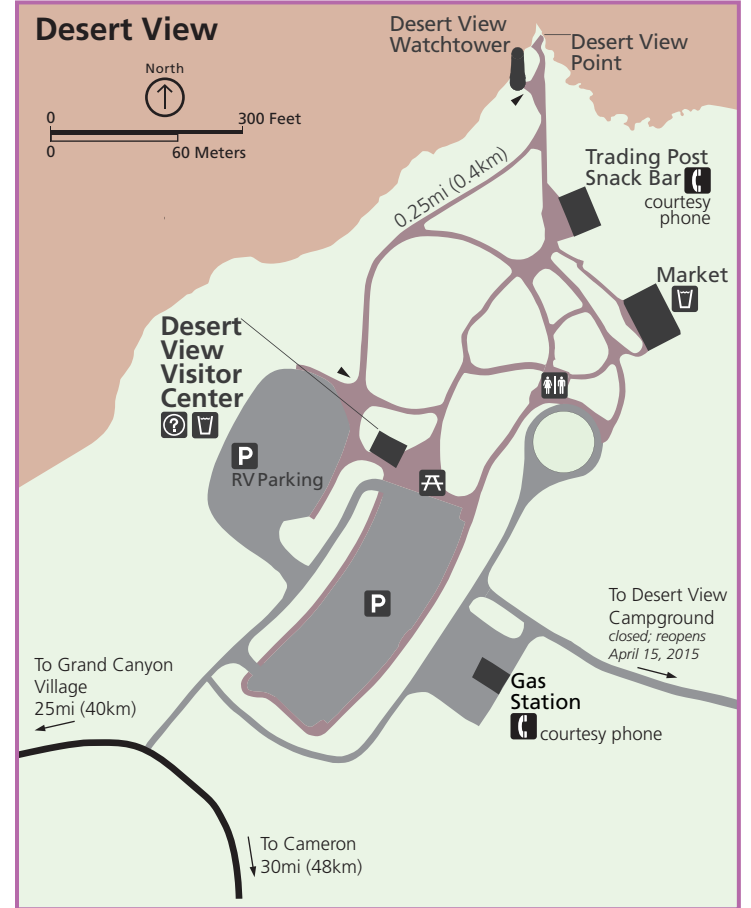 Desert View
North
0
300 Feet
0
60 Meters
Desert View
Watchtower
Desert View
Point
0.25mi (0.4km)
Trading Post
Snack Bar
courtesy
phone
Market
Desert
View
Visitor
Center
?
P
RV Parking
P
To Desert View
Campground
closed; reopens
April 15, 2015
To Grand Canyon
Village
25mi (40km)
Gas
Station
courtesy phone
To Cameron
30mi (48km)